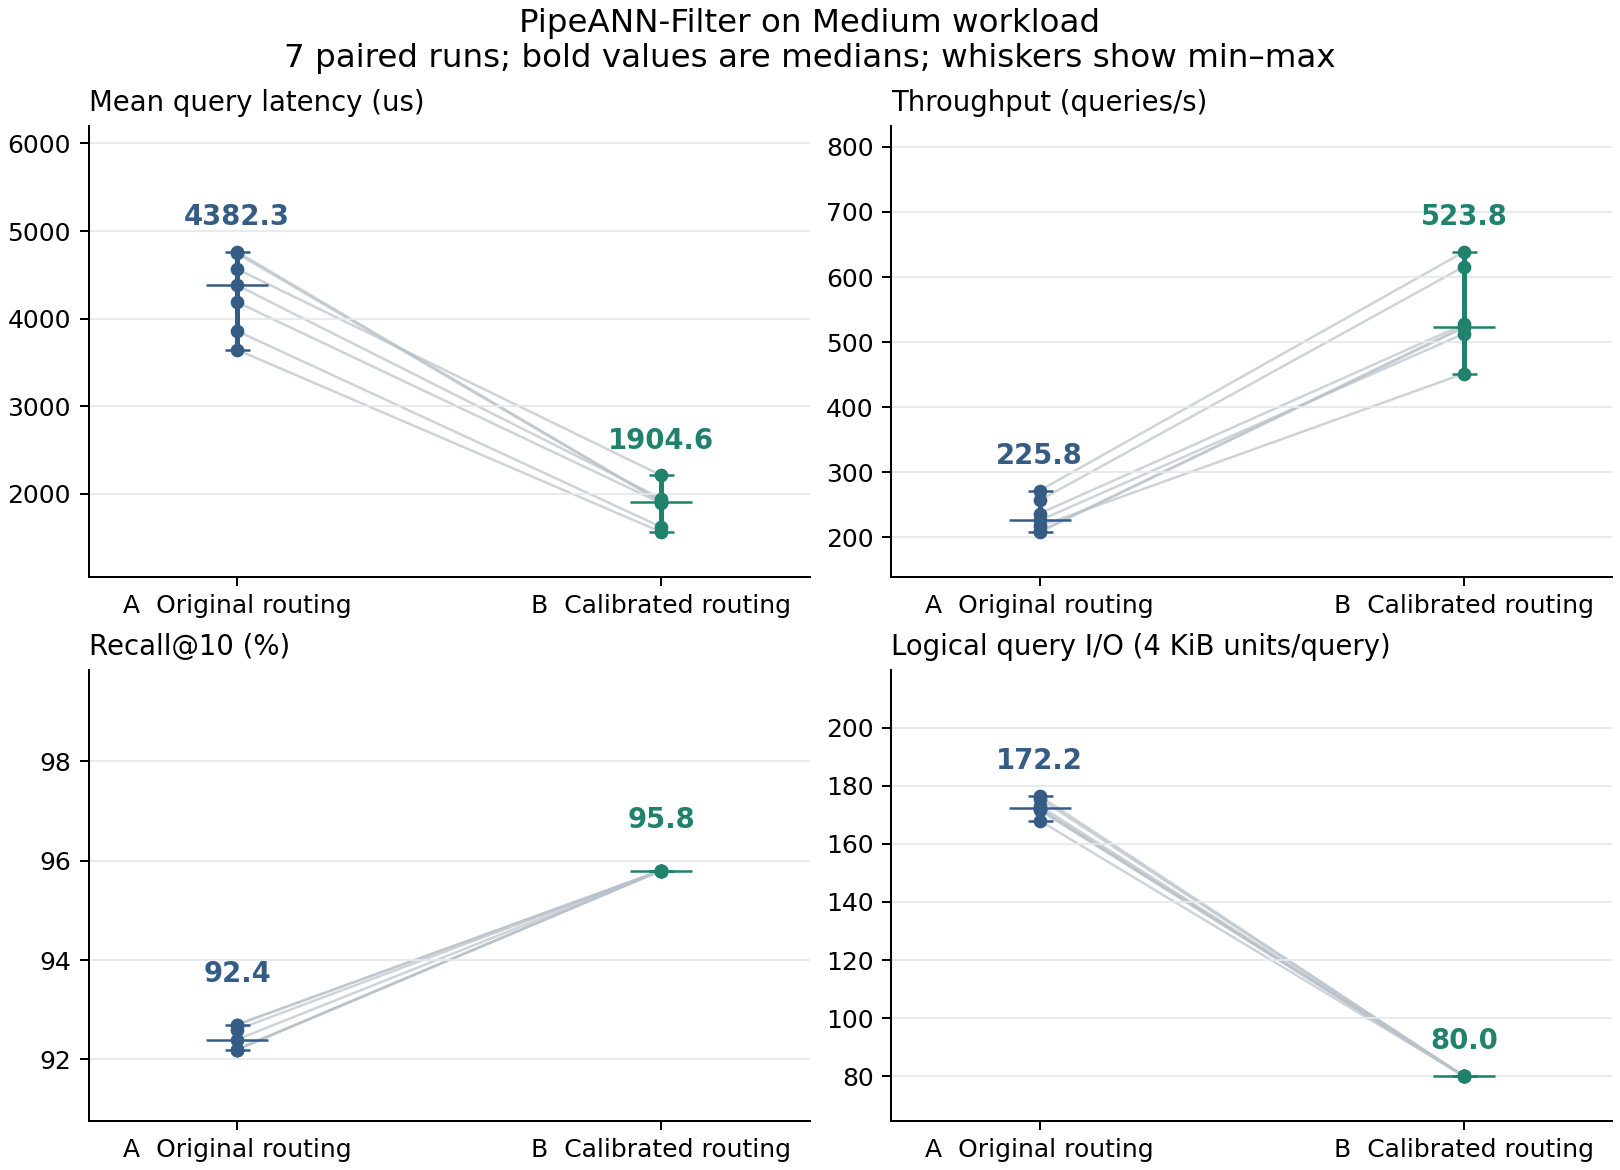 PipeANN-Filter on Medium workload
7 paired runs; bold values are medians; whiskers show min–max
Mean query latency (us)
6000
5000
4000
3000
2000
4382.3
1904.6
A  Original routing
B  Calibrated routing
Throughput (queries/s)
800
700
600
500
400
300
200
225.8
523.8
A  Original routing
B  Calibrated routing
Recall@10 (%)
98
96
94
92
92.4
95.8
A  Original routing
B  Calibrated routing
Logical query I/O (4 KiB units/query)
200
180
160
140
120
100
80
172.2
80.0
A  Original routing
B  Calibrated routing